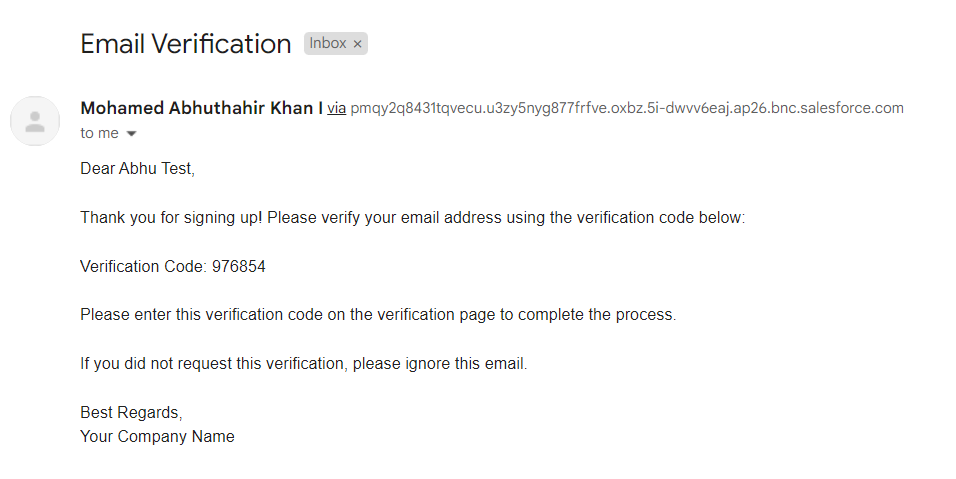 Email Verification Inbox ×
Mohamed Abhuthahir Khan I via pmqy2q8431tqvecu.u3zy5nyg877frfve.oxbz.5i-dwvv6eaj.ap26.bnc.salesforce.com
to me
Dear Abhu Test,
Thank you for signing up! Please verify your email address using the verification code below:
Verification Code: 976854
Please enter this verification code on the verification page to complete the process.
If you did not request this verification, please ignore this email.
Best Regards,
Your Company Name